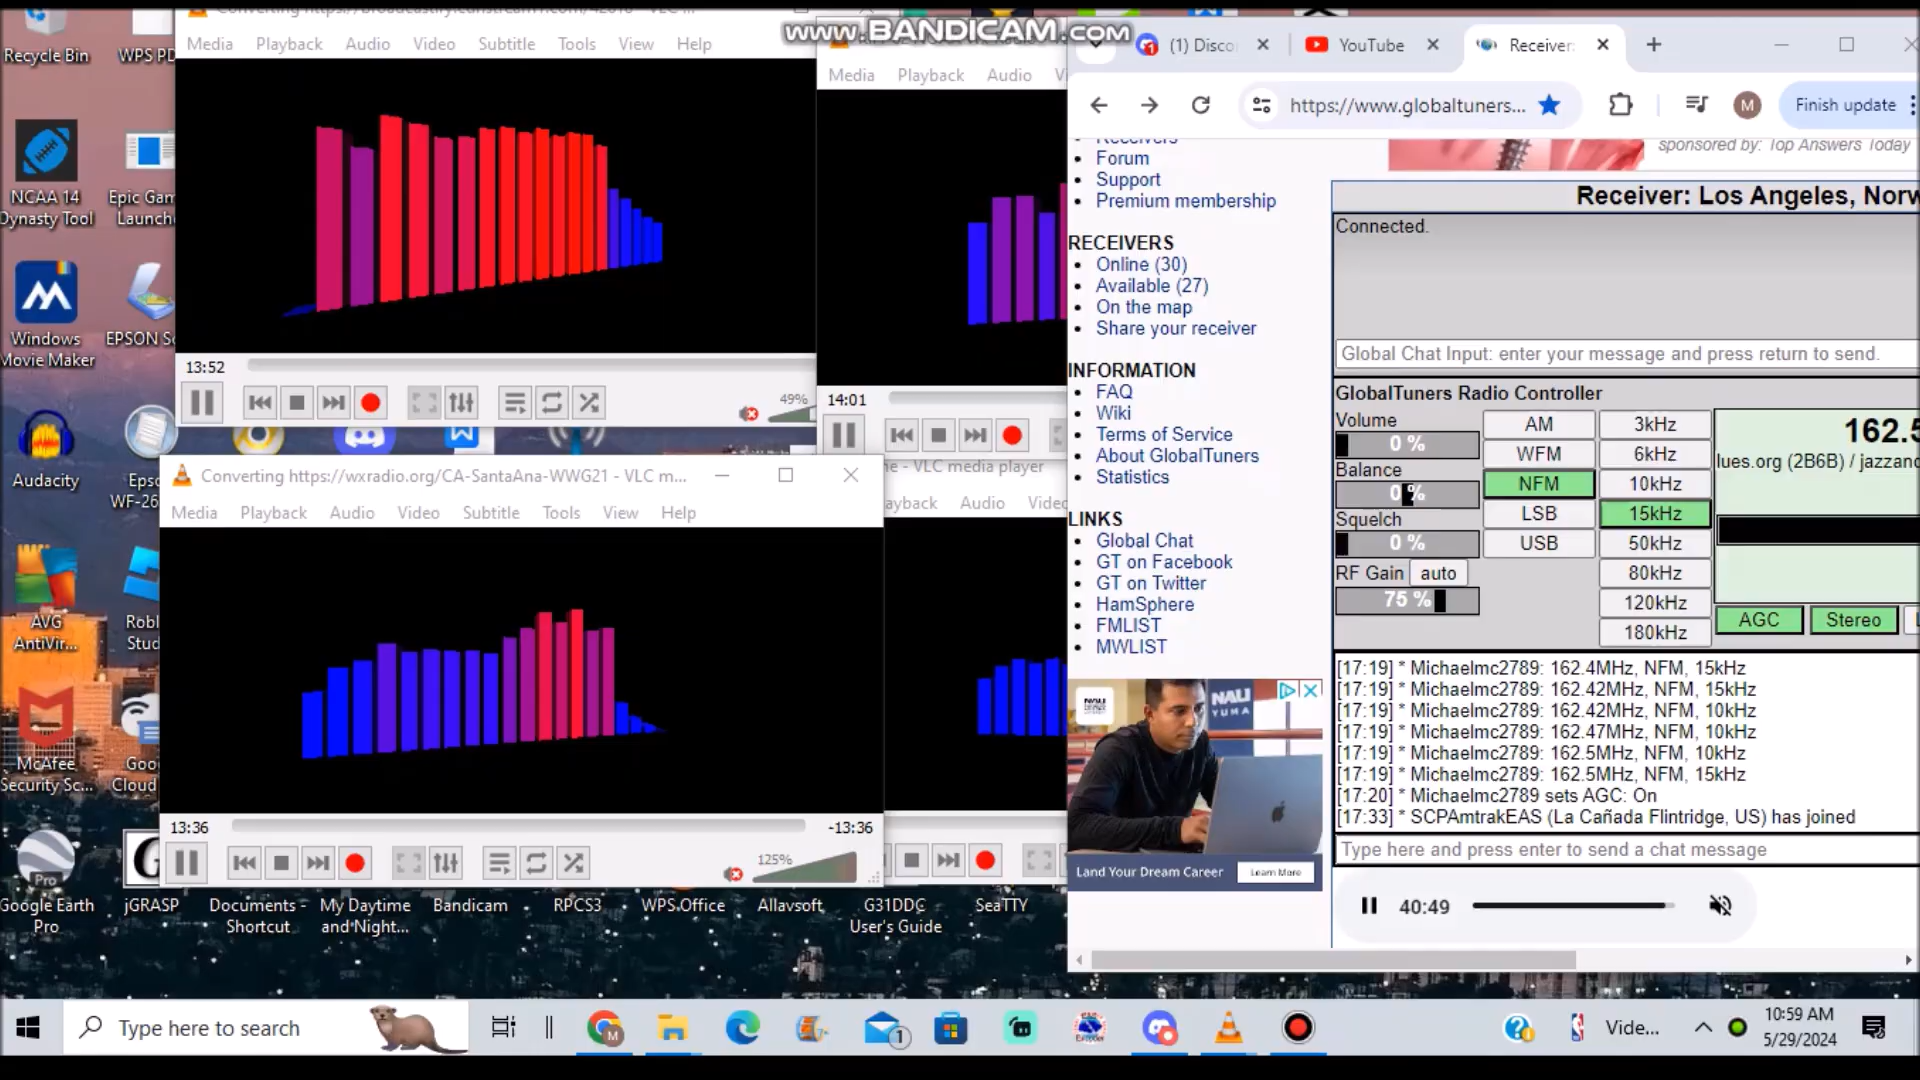 www.BANDICAM.com
Recycle Bin
WPS PD
NCAA 14
Dynasty Tool
Epic Gam
Launch
Windows
Movie Maker
EPSON Sc
Audacity
Epso
WF-26
AVG
AntiVir...
Robl
Stud
McAfee
Security Sc...
Goo
Cloud
Google Earth
Pro
jGRASP
Documents -
Shortcut
My Daytime
and Night...
Bandicam
RPCS3
WPS Office
Allavsoft
G31DDC
User's Guide
SeaTTY
Media Playback Audio Video Subtitle Tools View Help
13:52
49%
Media Playback Audio
14:01
Converting https://wxradio.org/CA-SantaAna-WWG21 - VLC m...
Media Playback Audio Video Subtitle Tools View Help
13:36
-13:36
125%
- VLC media player
ayback Audio Video
(1) Disco
YouTube
Receiver:
https://www.globaltuners...
M
Finish update
Receivers
Forum
Support
Premium membership
RECEIVERS
Online (30)
Available (27)
On the map
Share your receiver
INFORMATION
FAQ
Wiki
Terms of Service
About GlobalTuners
Statistics
LINKS
Global Chat
GT on Facebook
GT on Twitter
HamSphere
FMLIST
MWLIST
NAU
YUMA
Land Your Dream Career
Learn More
sponsored by: Top Answers Today
Receiver: Los Angeles, Norw
Connected.
Global Chat Input: enter your message and press return to send.
GlobalTuners Radio Controller
Volume
0 %
Balance
0 %
Squelch
0 %
RF Gain auto
75 %
AM
WFM
NFM
LSB
USB
3kHz
6kHz
10kHz
15kHz
50kHz
80kHz
120kHz
180kHz
162.5
lues.org (2B6B) / jazzand
AGC
Stereo
[17:19] * Michaelmc2789: 162.4MHz, NFM, 15kHz
[17:19] * Michaelmc2789: 162.42MHz, NFM, 15kHz
[17:19] * Michaelmc2789: 162.42MHz, NFM, 10kHz
[17:19] * Michaelmc2789: 162.47MHz, NFM, 10kHz
[17:19] * Michaelmc2789: 162.5MHz, NFM, 10kHz
[17:19] * Michaelmc2789: 162.5MHz, NFM, 15kHz
[17:20] * Michaelmc2789 sets AGC: On
[17:33] * SCPAmtrakEAS (La Cañada Flintridge, US) has joined
Type here and press enter to send a chat message
40:49
Type here to search
Vide...
10:59 AM
5/29/2024